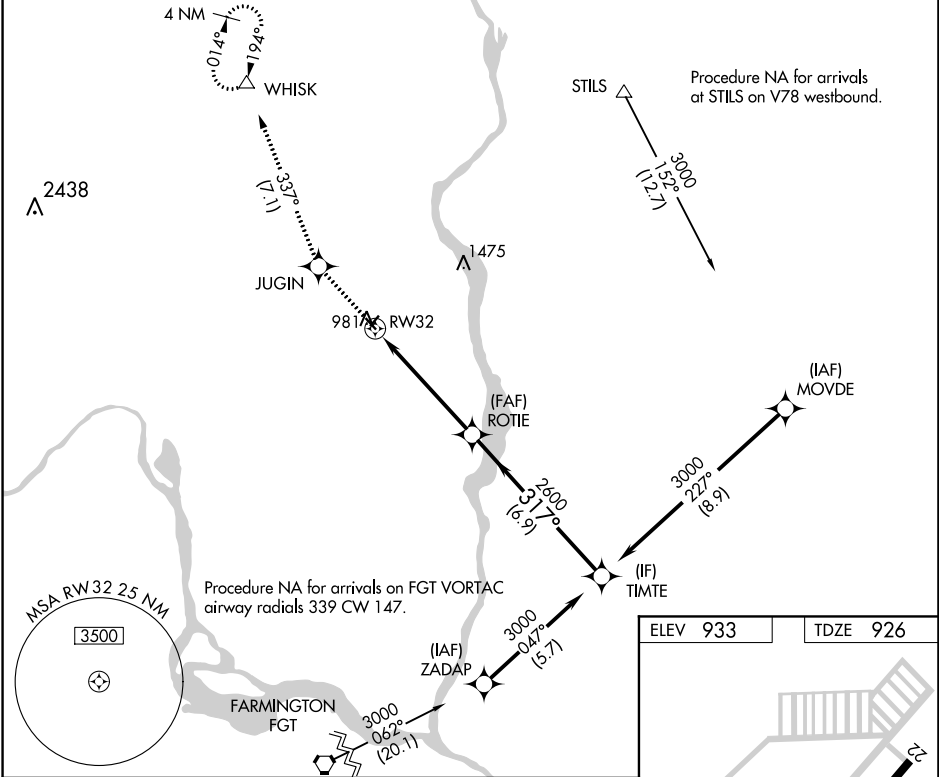 4 NM
014°
194°
WHISK
STILS
Procedure NA for arrivals
at STILS on V78 westbound.
3000
152°
(12.7)
337°
(7.1)
2438
1475
JUGIN
981
RW32
(IAF)
MOVDE
(FAF)
ROTIE
3000
227°
(8.9)
2600
317°
(6.9)
(IF)
TIMTE
MSA RW32 25 NM
3500
Procedure NA for arrivals on FGT VORTAC
airway radials 339 CW 147.
3000
047°
(5.7)
(IAF)
ZADAP
FARMINGTON
FGT
3000
062°
(20.1)
ELEV 933
TDZE 926
22